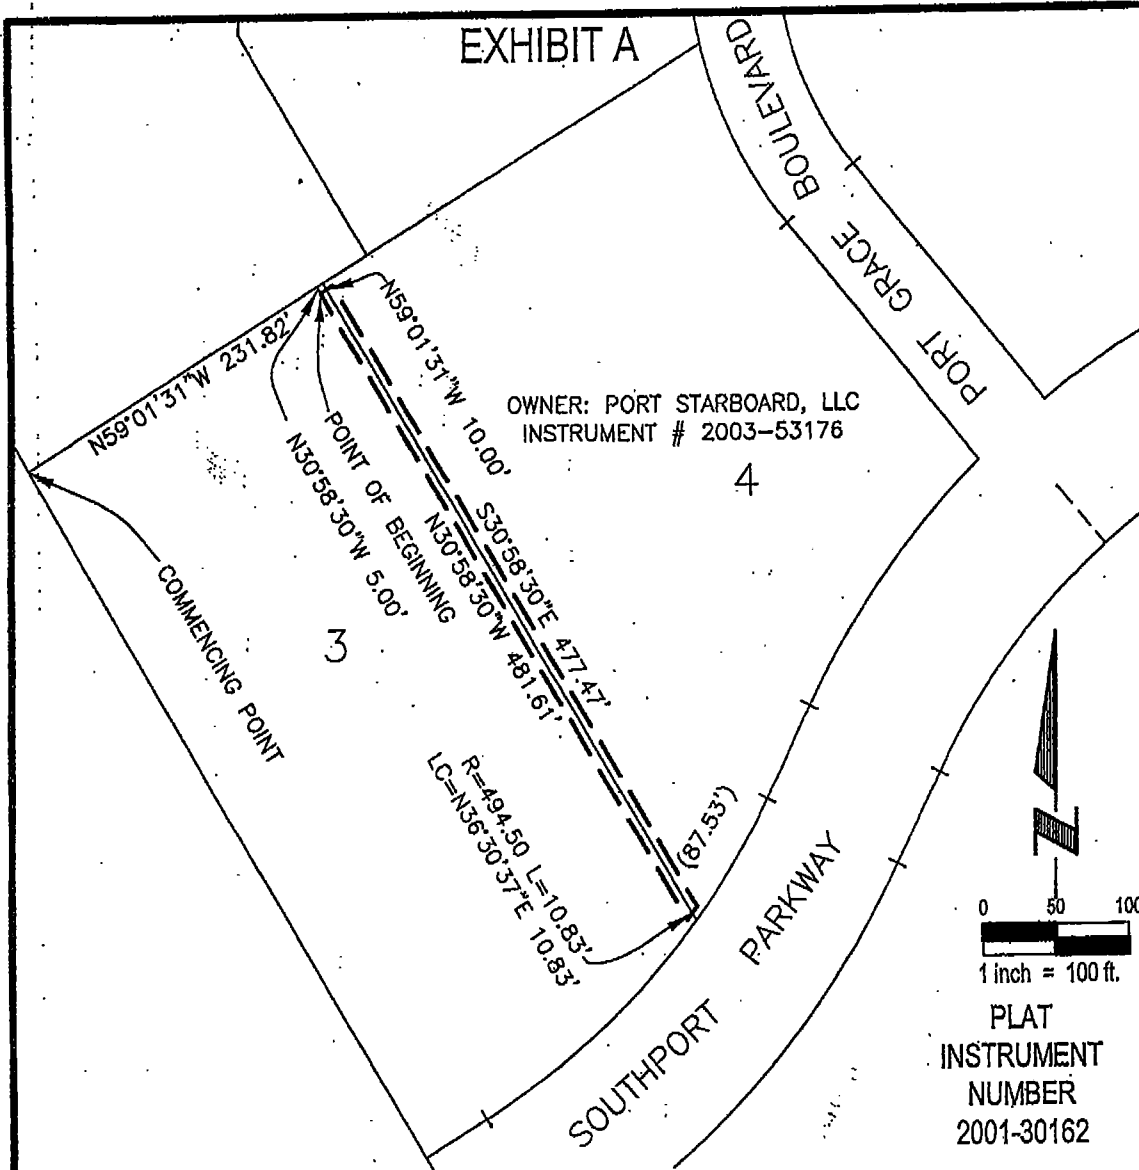 EXHIBIT A
PORT GRACE BOULEVARD
N59°01'31"W 231.82'
N59°01'31"W 10.00'
OWNER: PORT STARBOARD, LLC
INSTRUMENT # 2003-53176
4
POINT OF BEGINNING
N30°58'30"W 5.00'
S30°58'30"E 477.47'
N30°58'30"W 481.61'
COMMENCING POINT
3
R=494.50 L=10.83'
LC=N36°30'37"E 10.83'
(87.53')
SOUTHPORT PARKWAY
N
0 50 100
1 inch = 100 ft.
PLAT
INSTRUMENT
NUMBER
2001-30162